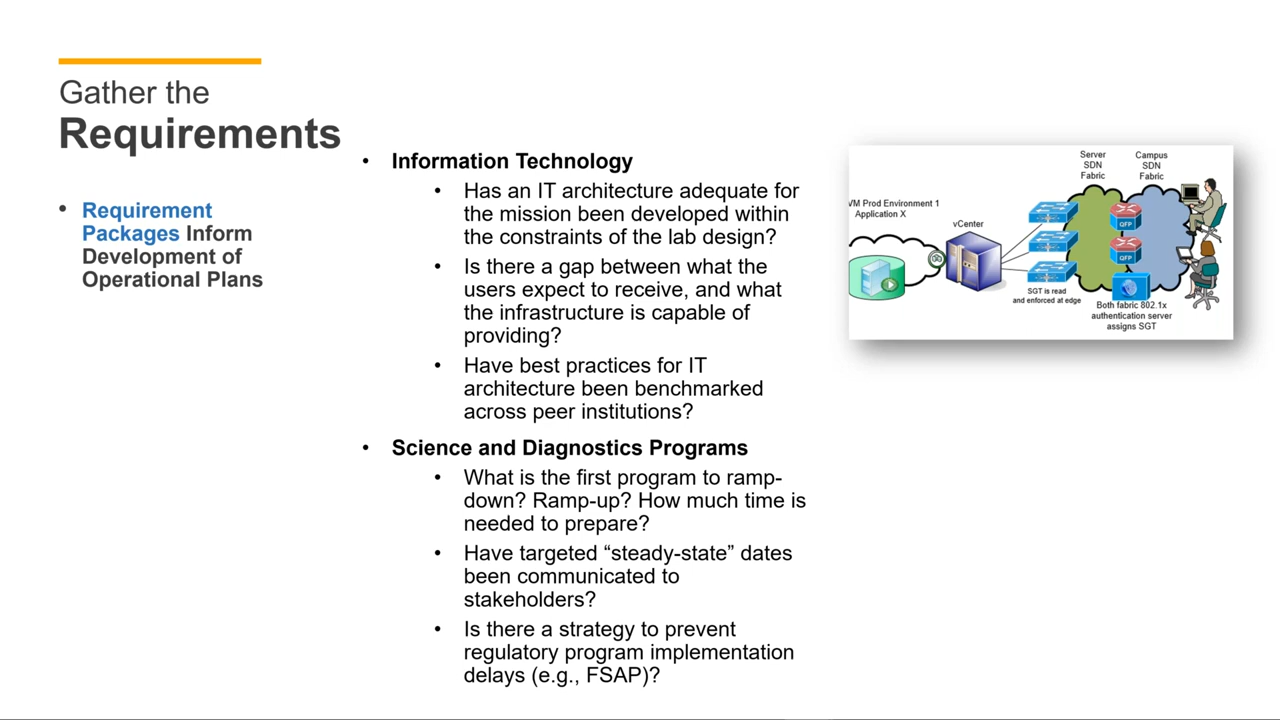 Gather the
Requirements
• Requirement
Packages Inform
Development of
Operational Plans
• Information Technology
• Has an IT architecture adequate for
the mission been developed within
the constraints of the lab design?
• Is there a gap between what the
users expect to receive, and what
the infrastructure is capable of
providing?
• Have best practices for IT
architecture been benchmarked
across peer institutions?
• Science and Diagnostics Programs
• What is the first program to ramp-
down? Ramp-up? How much time is
needed to prepare?
• Have targeted “steady-state” dates
been communicated to
stakeholders?
• Is there a strategy to prevent
regulatory program implementation
delays (e.g., FSAP)?
VM Prod Environment 1
Application X
vCenter
Server
SDN
Fabric
Campus
SDN
Fabric
QFP
QFP
SGT is read
and enforced at edge
Both fabric 802.1x
authentication server
assigns SGT